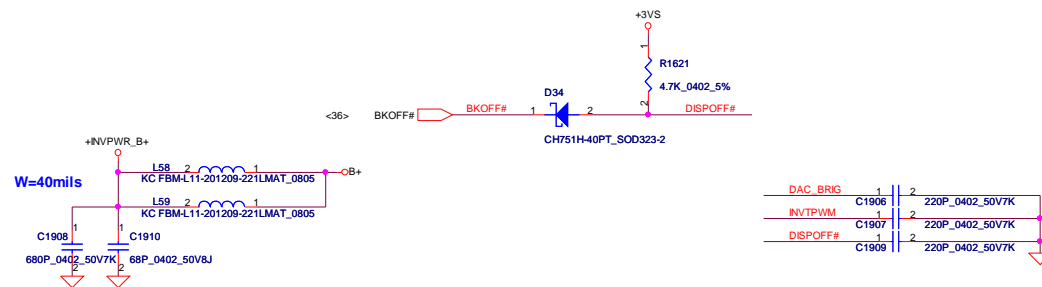 +3VS
1
R1621
4.7K_0402_5%
2
D34
<36>
BKOFF#
BKOFF#
1
2
DISPOFF#
CH751H-40PT_SOD323-2
+INVPWR_B+
L58
2
1
KC FBM-L11-201209-221LMAT_0805
B+
W=40mils
L59
2
1
KC FBM-L11-201209-221LMAT_0805
1
1
C1908
C1910
680P_0402_50V7K
68P_0402_50V8J
2
2
DAC_BRIG
1
2
C1906
220P_0402_50V7K
INVTPWM
1
2
C1907
220P_0402_50V7K
DISPOFF#
1
2
C1909
220P_0402_50V7K